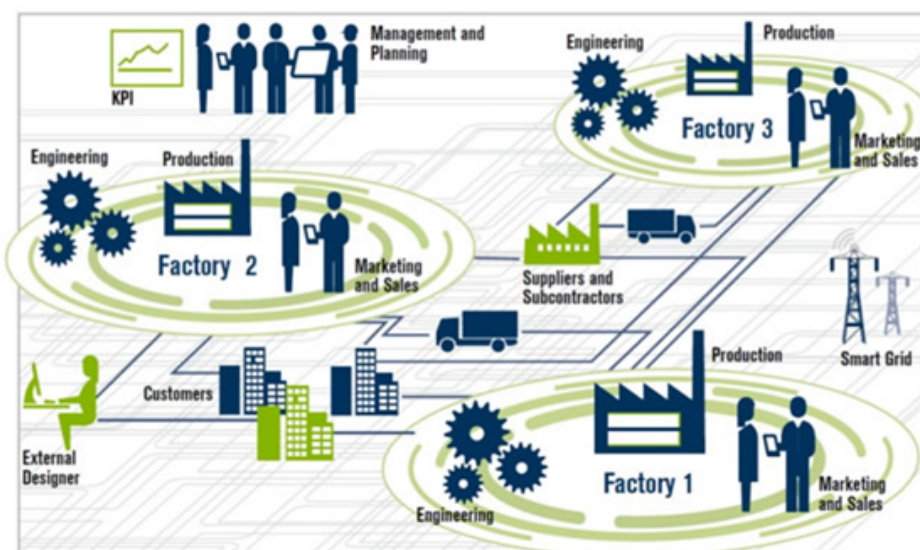 Management and
Planning
KPI
Production
Engineering
Factory 3
Marketing
and Sales
Engineering
Production
Factory 2
Marketing
and Sales
Suppliers and
Subcontractors
Smart Grid
Customers
Production
External
Designer
Factory 1
Marketing
and Sales
Engineering